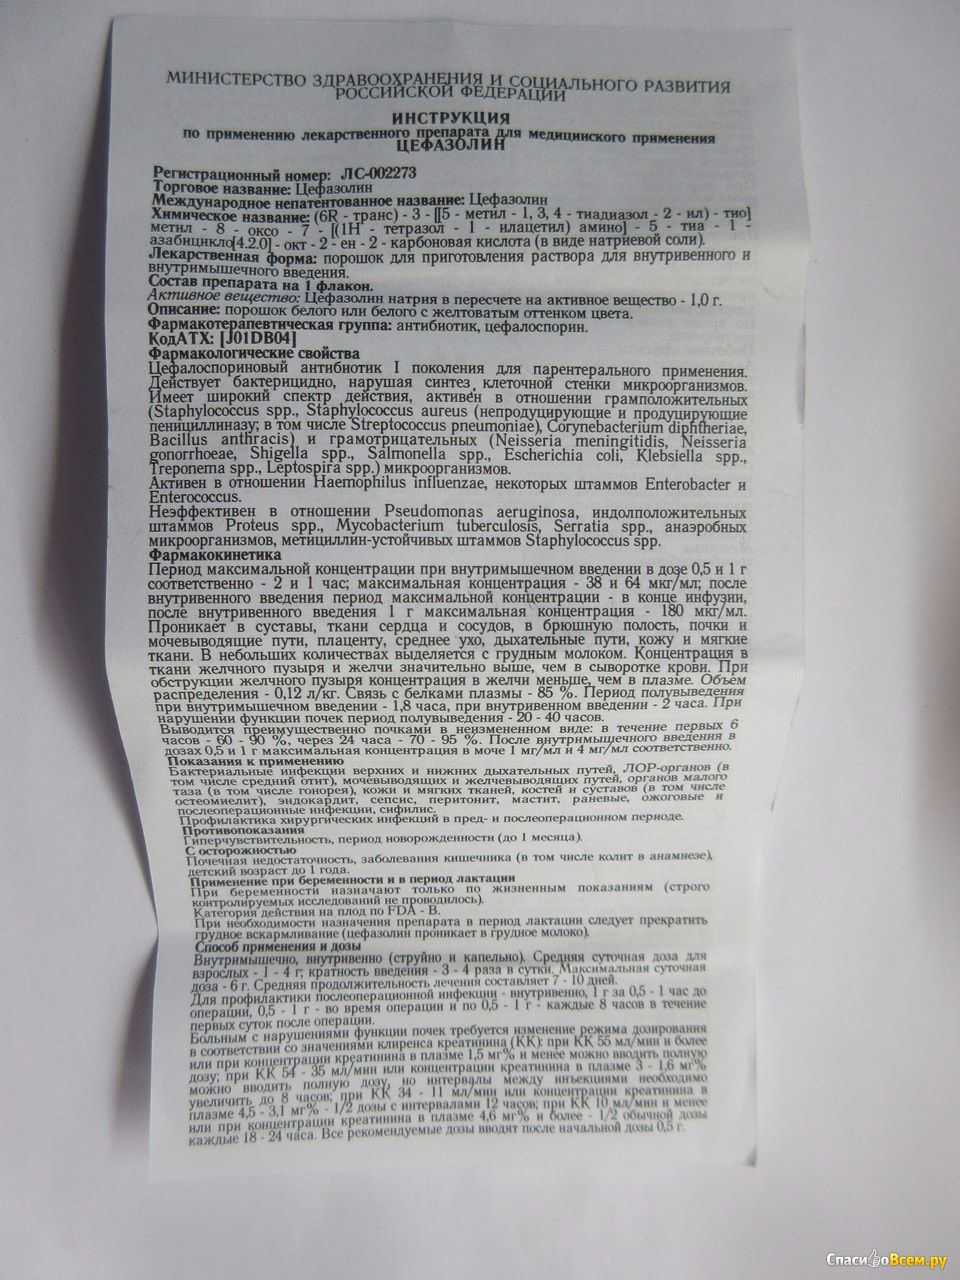 МИНИСТЕРСТВО ЗДРАВООХРАНЕНИЯ И СОЦИАЛЬНОГО РАЗВИТИЯ
РОССИЙСКОЙ ФЕДЕРАЦИИ
ИНСТРУКЦИЯ
по применению лекарственного препарата для медицинского применения
ЦЕФАЗОЛИН
Регистрационный номер: ЛС-002273
Торговое название: Цефазолин
Международное непатентованное название: Цефазолин
Химическое название: (6R - транс) - 3 - [[5 - метил - 1, 3, 4 - тиадиазол - 2 - ил) - тио]
метил - 8 - оксо - 7 - [(1Н - тетразол - 1 - илацетил) амино] - 5 - тиа - 1 -
азабицикло[4.2.0] - окт - 2 - ен - 2 - карбоновая кислота (в виде натриевой соли).
Лекарственная форма: порошок для приготовления раствора для внутривенного и
внутримышечного введения.
Состав препарата на 1 флакон.
Активное вещество: Цефазолин натрия в пересчете на активное вещество - 1,0 г.
Описание: порошок белого или белого с желтоватым оттенком цвета.
Фармакотерапевтическая группа: антибиотик, цефалоспорин.
КодАТХ: [J01DB04]
Фармакологические свойства
Цефалоспориновый антибиотик I поколения для парентерального применения.
Действует бактерицидно, нарушая синтез клеточной стенки микроорганизмов.
Имеет широкий спектр действия, активен в отношении грамположительных
(Staphylococcus spp., Staphylococcus aureus (непродуцирующие и продуцирующие
пенициллиназу; в том числе Streptococcus pneumoniae), Corynebacterium diphtheriae,
Bacillus anthracis) и грамотрицательных (Neisseria meningitidis, Neisseria
gonorrhoeae, Shigella spp., Salmonella spp., Escherichia coli, Klebsiella spp.,
Treponema spp., Leptospira spp.) микроорганизмов.
Активен в отношении Haemophilus influenzae, некоторых штаммов Enterobacter и
Enterococcus.
Неэффективен в отношении Pseudomonas aeruginosa, индолположительных
штаммов Proteus spp., Mycobacterium tuberculosis, Serratia spp., анаэробных
микроорганизмов, метициллин-устойчивых штаммов Staphylococcus spp.
Фармакокинетика
Период максимальной концентрации при внутримышечном введении в дозе 0,5 и 1 г
соответственно - 2 и 1 час; максимальная концентрация - 38 и 64 мкг/мл; после
внутривенного введения период максимальной концентрации - в конце инфузии,
после внутривенного введения 1 г максимальная концентрация - 180 мкг/мл.
Проникает в суставы, ткани сердца и сосудов, в брюшную полость, почки и
мочевыводящие пути, плаценту, среднее ухо, дыхательные пути, кожу и мягкие
ткани. В небольших количествах выделяется с грудным молоком. Концентрация в
ткани желчного пузыря и желчи значительно выше, чем в сыворотке крови. При
обструкции желчного пузыря концентрация в желчи меньше, чем в плазме. Объем
распределения - 0,12 л/кг. Связь с белками плазмы - 85 %. Период полувыведения
при внутримышечном введении - 1,8 часа, при внутривенном введении - 2 часа. При
нарушении функции почек период полувыведения - 20 - 40 часов.
Выводится преимущественно почками в неизмененном виде: в течение первых 6
часов - 60 - 90 %, через 24 часа - 70 - 95 %. После внутримышечного введения в
дозах 0,5 и 1 г максимальная концентрация в моче 1 мг/мл и 4 мг/мл соответственно.
Показания к применению
Бактериальные инфекции верхних и нижних дыхательных путей, ЛОР-органов (в
том числе средний отит), мочевыводящих и желчевыводящих путей, органов малого
таза (в том числе гонорея), кожи и мягких тканей, костей и суставов (в том числе
остеомиелит), эндокардит, сепсис, перитонит, мастит, раневые, ожоговые и
послеоперационные инфекции, сифилис.
Профилактика хирургических инфекций в пред- и послеоперационном периоде.
Противопоказания
Гиперчувствительность, период новорожденности (до 1 месяца).
С осторожностью
Почечная недостаточность, заболевания кишечника (в том числе колит в анамнезе),
детский возраст до 1 года.
Применение при беременности и в период лактации
При беременности назначают только по жизненным показаниям (строго
контролируемых исследований не проводилось).
Категория действия на плод по FDA - B.
При необходимости назначения препарата в период лактации следует прекратить
грудное вскармливание (цефазолин проникает в грудное молоко).
Способ применения и дозы
Внутримышечно, внутривенно (струйно и капельно). Средняя суточная доза для
взрослых - 1 - 4 г; кратность введения - 3 - 4 раза в сутки. Максимальная суточная
доза - 6 г. Средняя продолжительность лечения составляет 7 - 10 дней.
Для профилактики послеоперационной инфекции - внутривенно, 1 г за 0,5 - 1 час до
операции, 0,5 - 1 г - во время операции и по 0,5 - 1 г - каждые 8 часов в течение
первых суток после операции.
Больным с нарушениями функции почек требуется изменение режима дозирования
в соответствии со значениями клиренса креатинина (КК): при КК 55 мл/мин и более
или при концентрации креатинина в плазме 1,5 мг% и менее можно вводить полную
дозу; при КК 54 - 35 мл/мин или концентрации креатинина в плазме 3 - 1,6 мг%
можно вводить полную дозу, но интервалы между инъекциями необходимо
увеличить до 8 часов; при КК 34 - 11 мл/мин или концентрации креатинина в
плазме 4,5 - 3,1 мг% - 1/2 дозы с интервалами 12 часов; при КК 10 мл/мин и менее
или при концентрации креатинина в плазме 4,6 мг% и более - 1/2 обычной дозы
каждые 18 - 24 часа. Все рекомендуемые дозы вводят после начальной дозы 0,5 г.
СпасибоВсем.ру